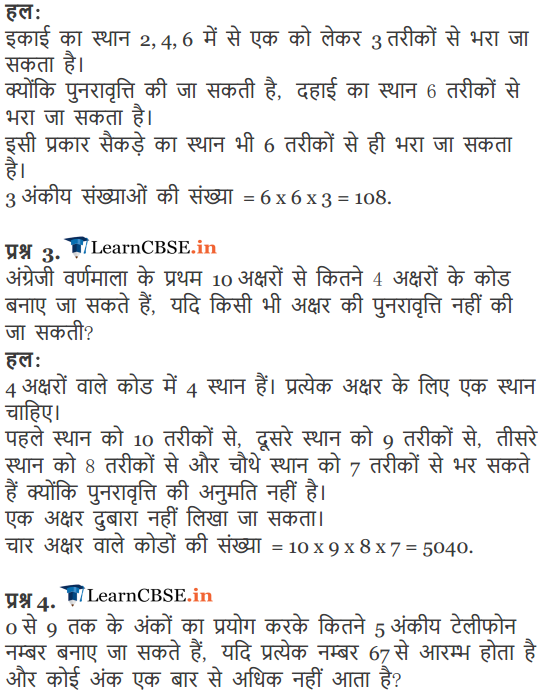 हल:
इकाई का स्थान 2, 4, 6 में से एक को लेकर 3 तरीकों से भरा जा
सकता है।
क्योंकि पुनरावृत्ति की जा सकती है, दहाई का स्थान 6 तरीकों से
भरा जा सकता है।
इसी प्रकार सैकड़े का स्थान भी 6 तरीकों से ही भरा जा सकता
है।
3 अंकीय संख्याओं की संख्या = 6 x 6 x 3 = 108.
प्रश्न 3. LearnCBSE.in
अंग्रेजी वर्णमाला के प्रथम 10 अक्षरों से कितने 4 अक्षरों के कोड
बनाए जा सकते हैं, यदि किसी भी अक्षर की पुनरावृत्ति नहीं की
जा सकती?
हल:
4 अक्षरों वाले कोड में 4 स्थान हैं। प्रत्येक अक्षर के लिए एक स्थान
चाहिए।
पहले स्थान को 10 तरीकों से, दूसरे स्थान को 9 तरीकों से, तीसरे
स्थान को 8 तरीकों से और चौथे स्थान को 7 तरीकों से भर सकते
हैं क्योंकि पुनरावृत्ति की अनुमति नहीं है।
एक अक्षर दुबारा नहीं लिखा जा सकता।
चार अक्षर वाले कोडों की संख्या = 10 x 9 x 8 x 7 = 5040.
प्रश्न 4. LearnCBSE.in
0 से 9 तक के अंकों का प्रयोग करके कितने 5 अंकीय टेलीफोन
नम्बर बनाए जा सकते हैं, यदि प्रत्येक नम्बर 67 से आरम्भ होता है
और कोई अंक एक बार से अधिक नहीं आता है?